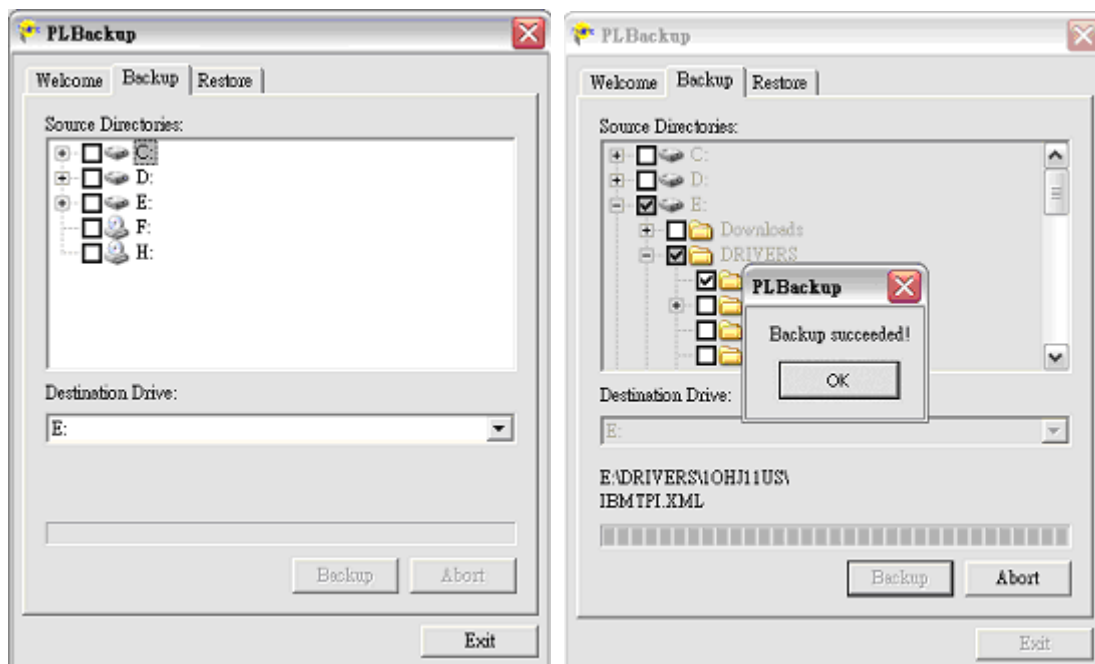 PLBackup
Welcome Backup Restore
Source Directories:
C:
D:
E:
F:
H:
Destination Drive:
E:
Backup Abort
Exit
PLBackup
Welcome Backup Restore
Source Directories:
C:
D:
E:
Downloads
DRIVERS
PLBackup
Backup succeeded!
OK
Destination Drive:
E:
E:\DRIVERS\1OHJ11US\
IBMTPI.XML
Backup Abort
Exit